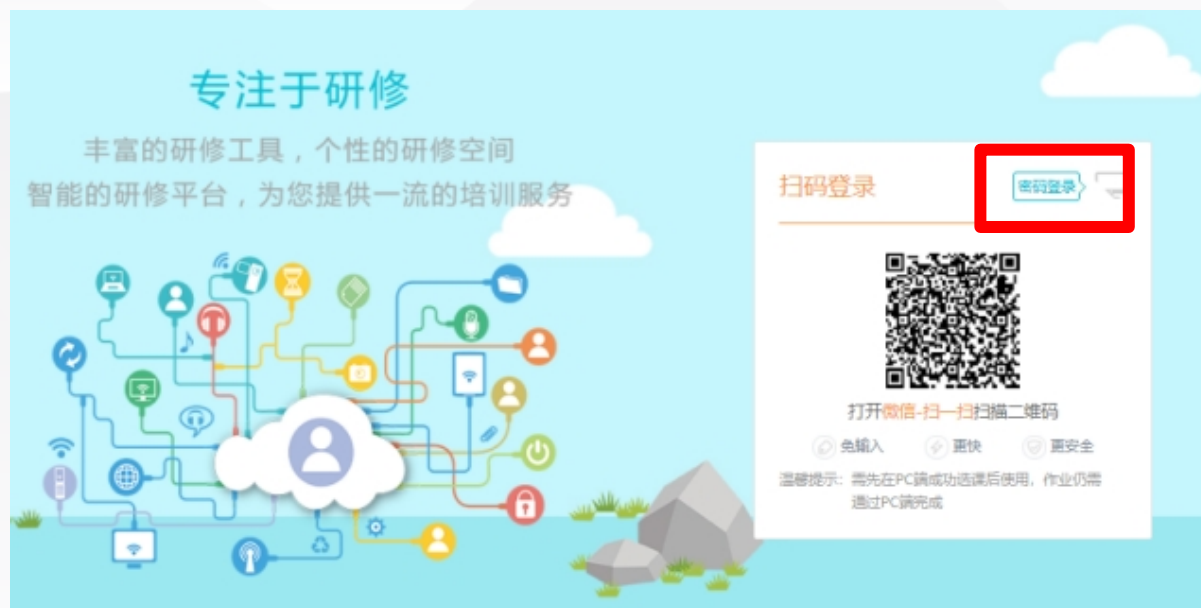 专注于研修
丰富的研修工具，个性的研修空间
智能的研修平台，为您提供一流的培训服务
扫码登录
密码登录
打开微信-扫一扫扫描二维码
免输入 更快 更安全
温馨提示：需先在PC端成功选课后使用，作业仍需
通过PC端完成